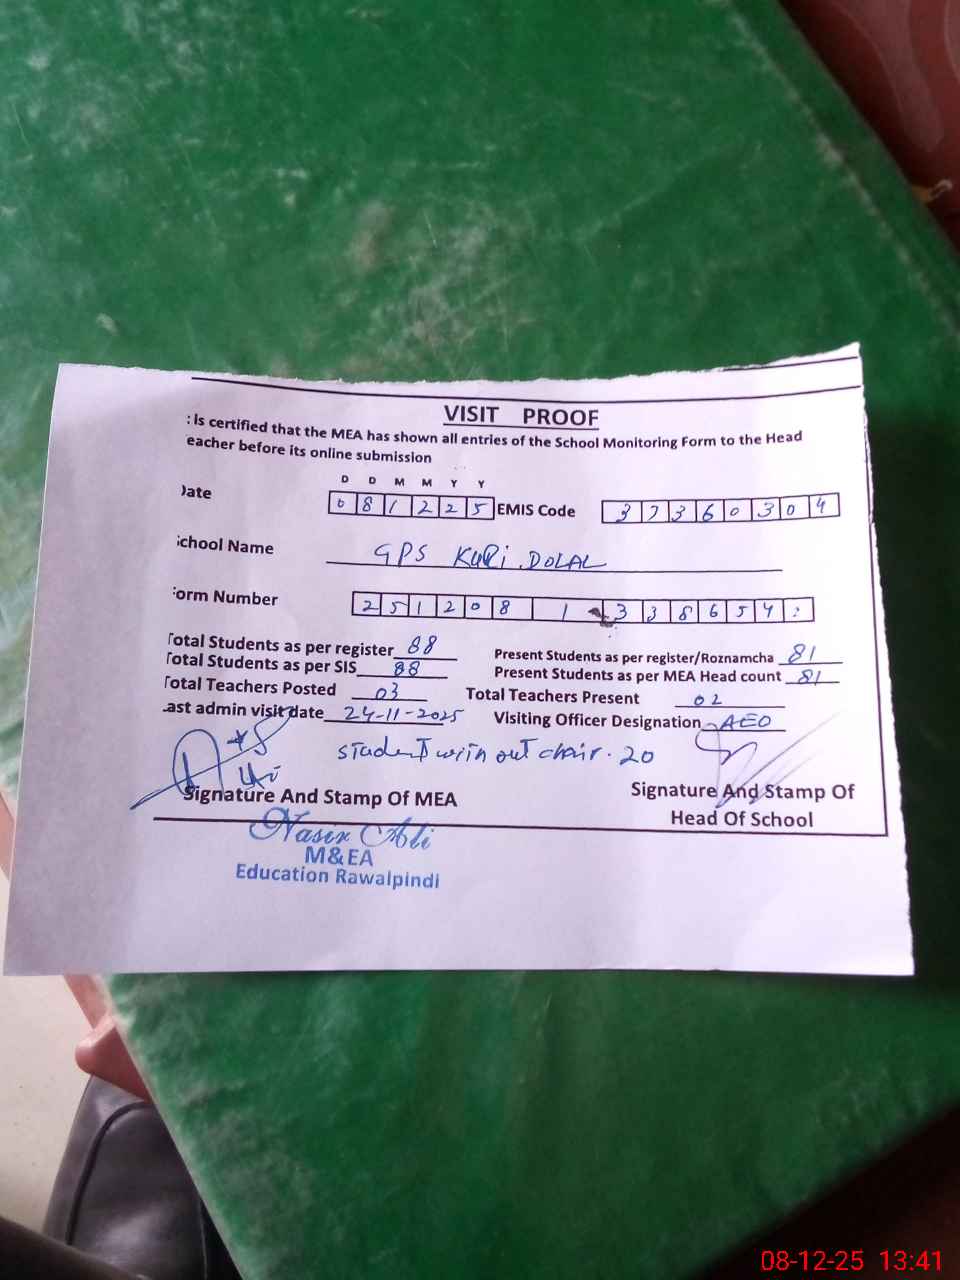 VISIT PROOF
: Is certified that the MEA has shown all entries of the School Monitoring Form to the Head
eacher before its online submission
D D M M Y Y
Date 0 8 1 2 2 5 EMIS Code 3 7 3 6 0 3 0 4
School Name GPS KURi. DOLAL
Form Number 2 5 1 2 0 8 1 3 3 8 6 5 4
Total Students as per register 88 Present Students as per register/Roznamcha 81
Total Students as per SIS 88 Present Students as per MEA Head count 81
Total Teachers Posted 03 Total Teachers Present 02
Last admin visit date 24-11-2025 Visiting Officer Designation AEO
student with out chair. 20
Signature And Stamp Of MEA Signature And Stamp Of
Head Of School
Nasir Ali
M&EA
Education Rawalpindi
08-12-25 13:41